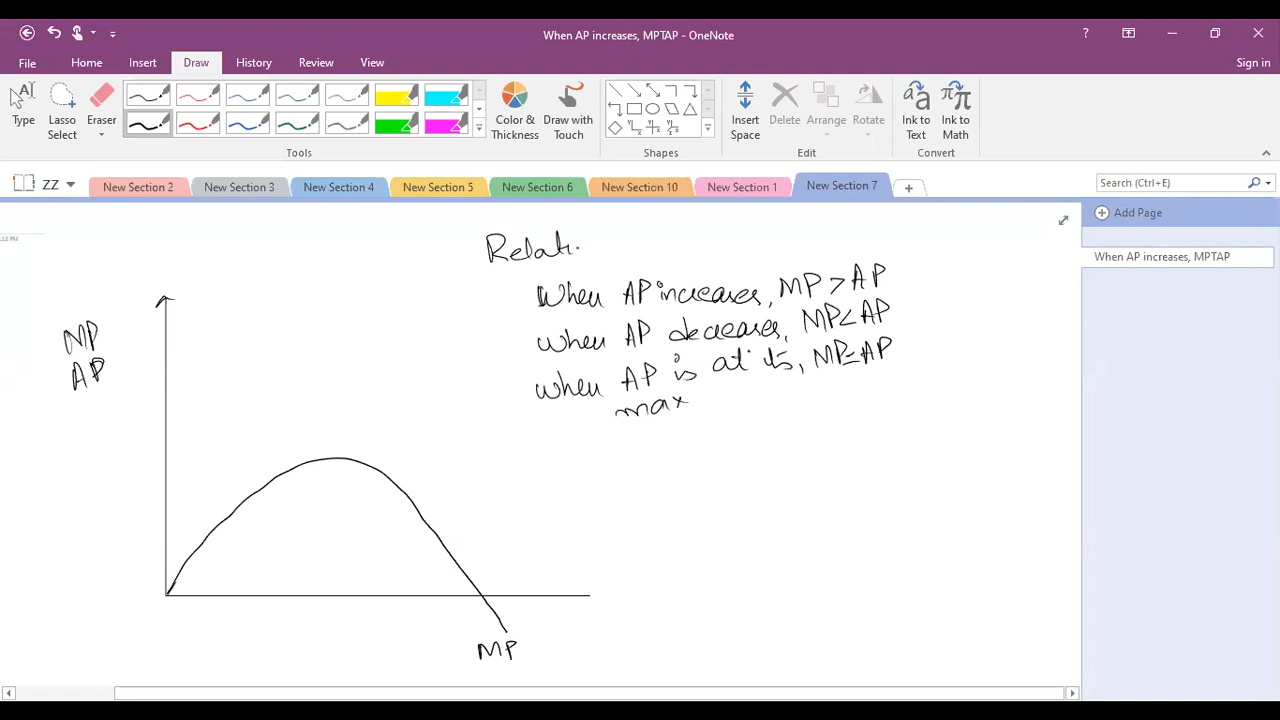 When AP increases, MPTAP - OneNote
?
File
Home
Insert
Draw
History
Review
View
Sign in
Type
Lasso Select
Eraser
Color & Thickness
Draw with Touch
Insert Space
Delete
Arrange
Rotate
Ink to Text
Ink to Math
Tools
Shapes
Edit
Convert
ZZ
New Section 2
New Section 3
New Section 4
New Section 5
New Section 6
New Section 10
New Section 1
New Section 7
Search (Ctrl+E)
Add Page
When AP increases, MPTAP
Relati
When AP increases, MP > AP
when AP decreases, MP < AP
when AP is at its, MP = AP
max
MP
AP
MP